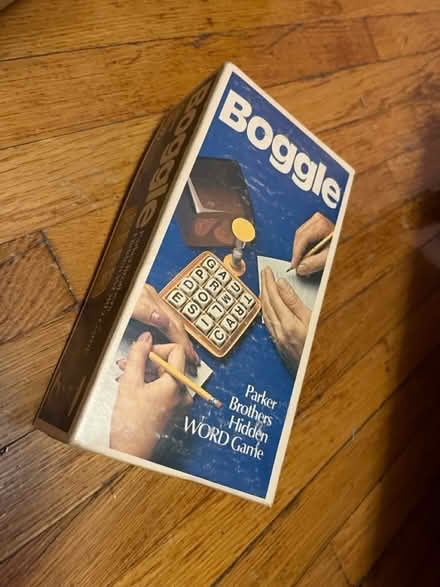 Boggle
Boggle
G A U T
P R M R
D O L A
E S I C
Parker
Brothers
Hidden
WORD Game